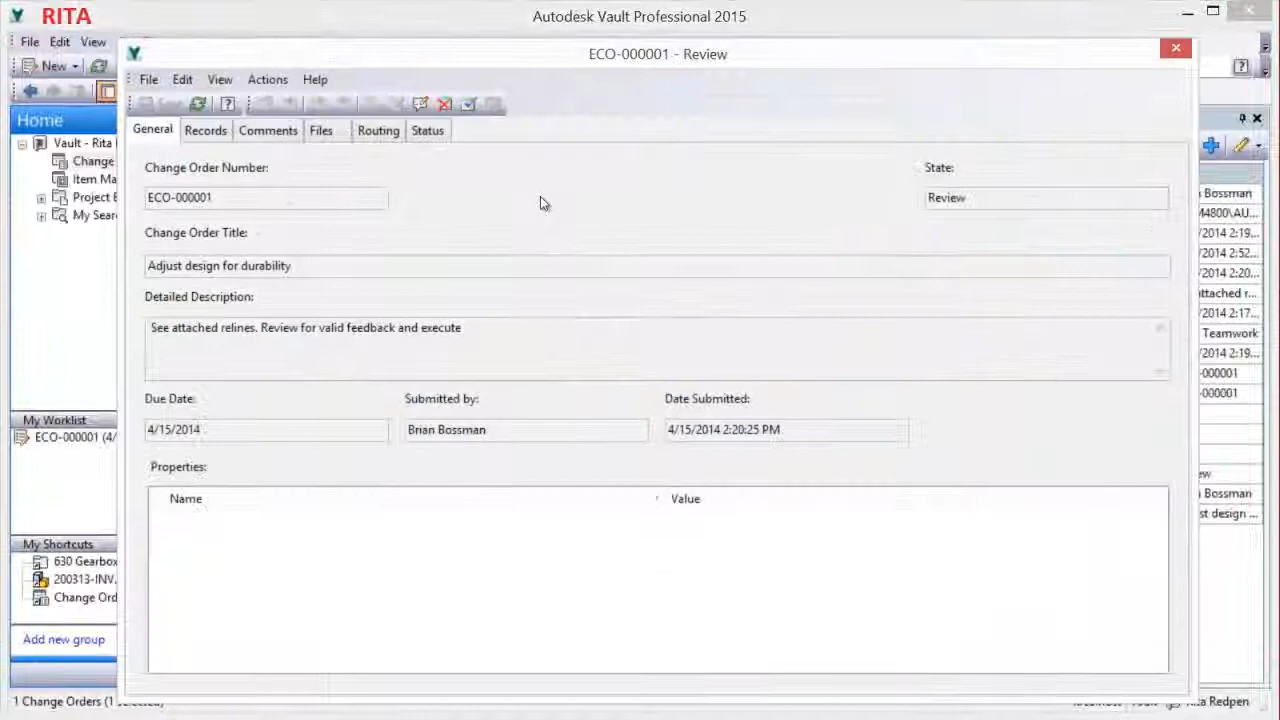 RITA
Autodesk Vault Professional 2015
File Edit View
New
Home
Vault - Rita
Change
Item Ma
Project E
My Sear
My Worklist
ECO-000001 (4/
My Shortcuts
630 Gearbox
200313-INV.
Change Ord
Add new group
1 Change Orders (1
ECO-000001 - Review
File Edit View Actions Help
General Records Comments Files Routing Status
Change Order Number:
State:
ECO-000001
Review
Change Order Title:
Adjust design for durability
Detailed Description:
See attached relines. Review for valid feedback and execute
Due Date:
Submitted by:
Date Submitted:
4/15/2014
Brian Bossman
4/15/2014 2:20:25 PM
Properties:
Name
Value
Bossman
M4800\AU...
/2014 2:19...
/2014 2:52...
/2014 2:20...
ttached r...
/2014 2:17...
Teamwork
/2014 2:19...
-000001
-000001
ew
Bossman
st design ...
Rita Redpen